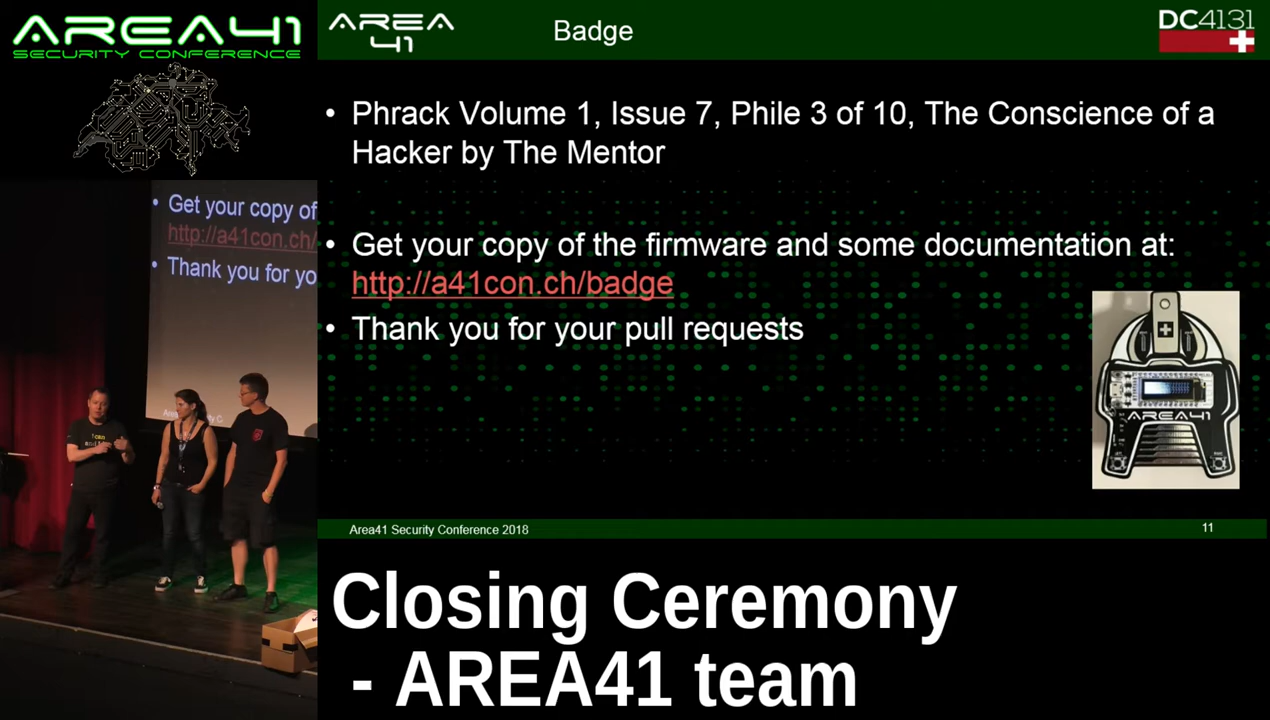 AREA41
SECURITY CONFERENCE
AREA
41
Badge
DC4131
• Phrack Volume 1, Issue 7, Phile 3 of 10, The Conscience of a
Hacker by The Mentor
• Get your copy of the firmware and some documentation at:
http://a41con.ch/badge
• Thank you for your pull requests
• Get your copy of
http://a41con.ch/
• Thank you for yo
I can
AREA41
Area41 Security Conference 2018
11
Closing Ceremony
- AREA41 team